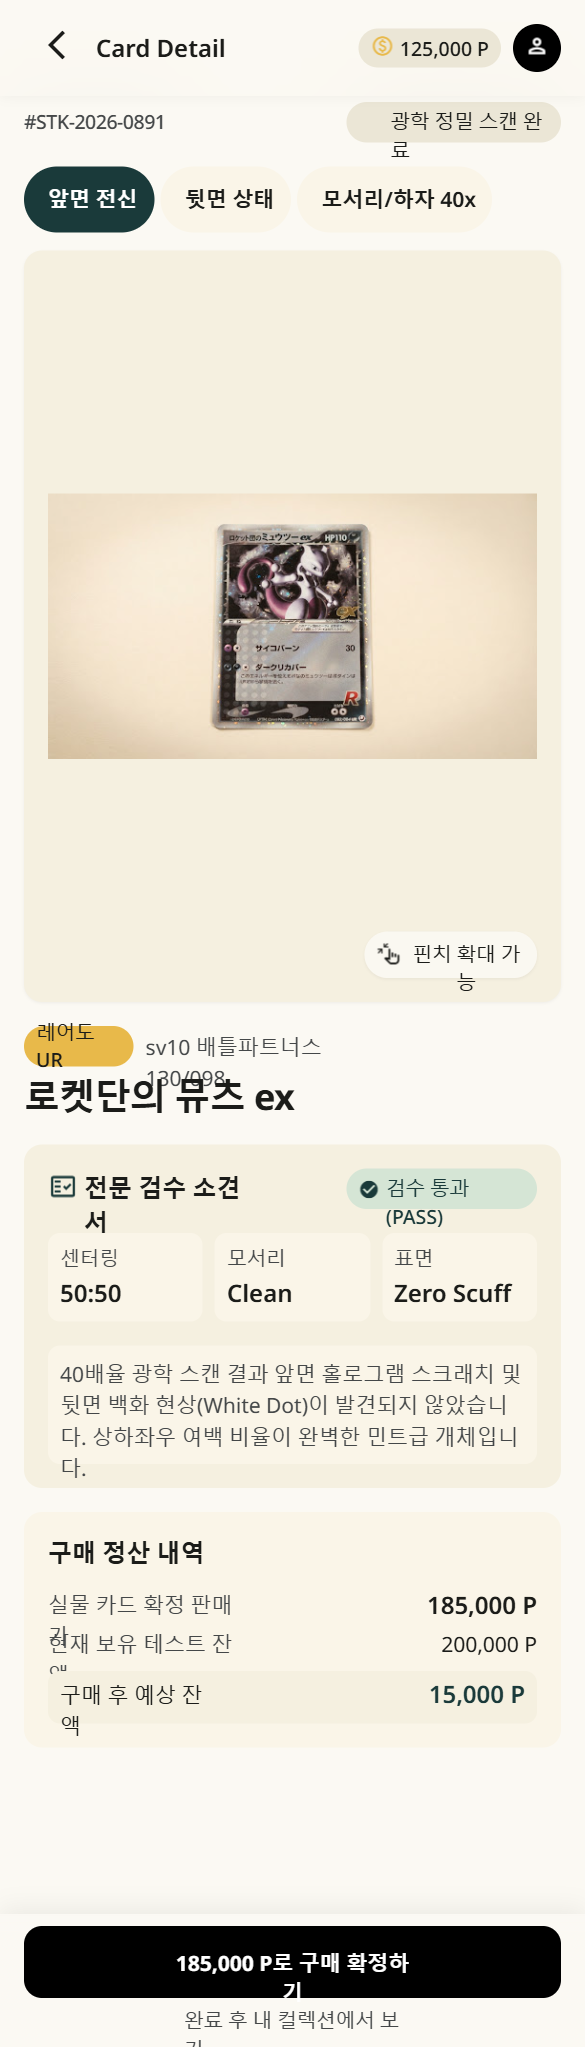 Card Detail
125,000 P
#STK-2026-0891
광학 정밀 스캔 완
료
앞면 전신
뒷면 상태
모서리/하자 40x
ロケット団のミュウツーex HP110
サイコバーン 30
ダークリカバー
R
핀치 확대 가
능
레어도
UR
sv10 배틀파트너스
130/098
로켓단의 뮤츠 ex
전문 검수 소견
서
검수 통과
(PASS)
센터링
모서리
표면
50:50
Clean
Zero Scuff
40배율 광학 스캔 결과 앞면 홀로그램 스크래치 및
뒷면 백화 현상(White Dot)이 발견되지 않았습니
다. 상하좌우 여백 비율이 완벽한 민트급 개체입니
다.
구매 정산 내역
실물 카드 확정 판매
가
185,000 P
현재 보유 테스트 잔
액
200,000 P
구매 후 예상 잔
액
15,000 P
185,000 P로 구매 확정하
기
완료 후 내 컬렉션에서 보
기